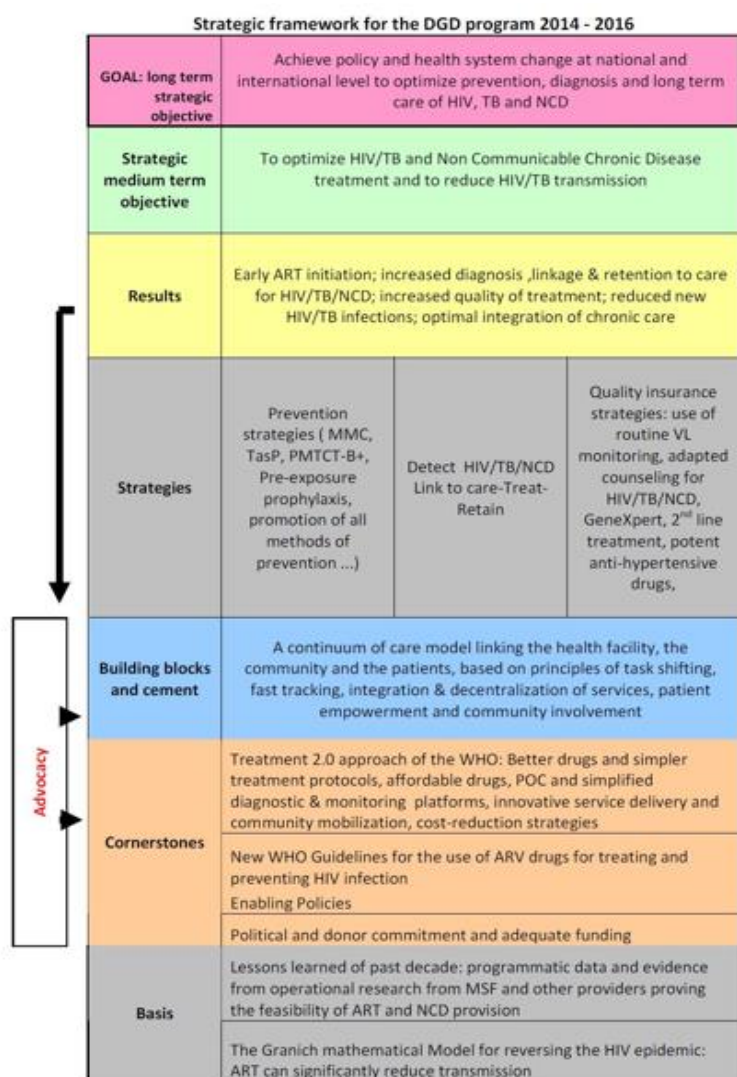 Strategic framework for the DGD program 2014 - 2016
GOAL: long term
strategic
objective
Achieve policy and health system change at national and
international level to optimize prevention, diagnosis and long term
care of HIV, TB and NCD
Strategic
medium term
objective
To optimize HIV/TB and Non Communicable Chronic Disease
treatment and to reduce HIV/TB transmission
Results
Early ART initiation; increased diagnosis ,linkage & retention to care
for HIV/TB/NCD; increased quality of treatment; reduced new
HIV/TB infections; optimal integration of chronic care
Strategies
Prevention
strategies ( MMC,
TasP, PMTCT-B+,
Pre-exposure
prophylaxis,
promotion of all
methods of
prevention ...)
Detect HIV/TB/NCD
Link to care-Treat-
Retain
Quality insurance
strategies: use of
routine VL
monitoring, adapted
counseling for
HIV/TB/NCD,
GeneXpert, 2nd line
treatment, potent
anti-hypertensive
drugs,
Advocacy
Building blocks
and cement
A continuum of care model linking the health facility, the
community and the patients, based on principles of task shifting,
fast tracking, integration & decentralization of services, patient
empowerment and community involvement
Cornerstones
Treatment 2.0 approach of the WHO: Better drugs and simpler
treatment protocols, affordable drugs, POC and simplified
diagnostic & monitoring platforms, innovative service delivery and
community mobilization, cost-reduction strategies
New WHO Guidelines for the use of ARV drugs for treating and
preventing HIV infection
Enabling Policies
Political and donor commitment and adequate funding
Basis
Lessons learned of past decade: programmatic data and evidence
from operational research from MSF and other providers proving
the feasibility of ART and NCD provision
The Granich mathematical Model for reversing the HIV epidemic:
ART can significantly reduce transmission